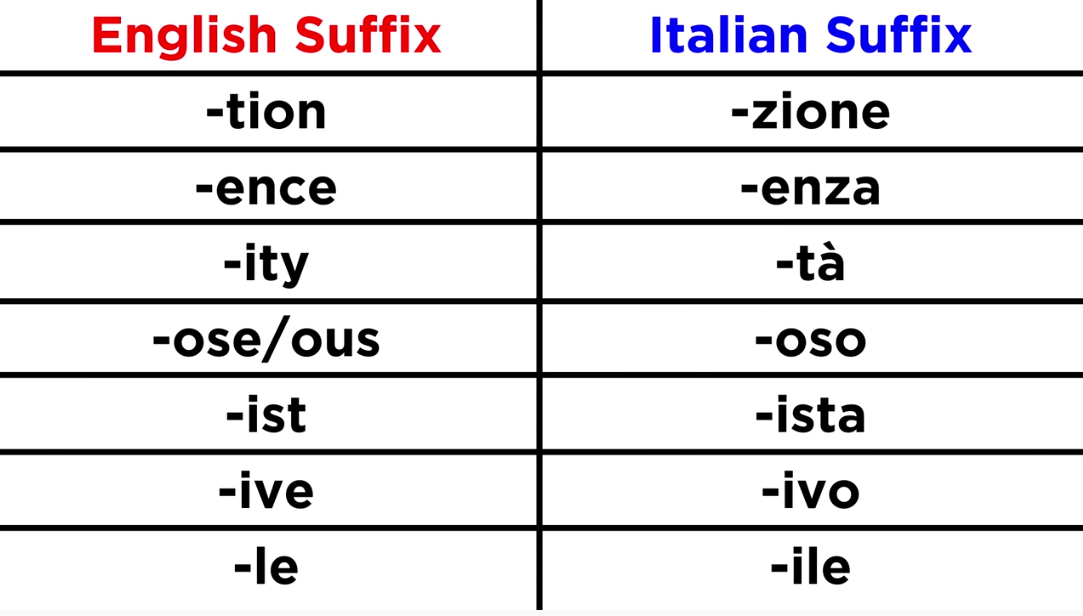 English Suffix Italian Suffix
-tion -zione
-ence -enza
-ity -tà
-ose/ous -oso
-ist -ista
-ive -ivo
-le -ile